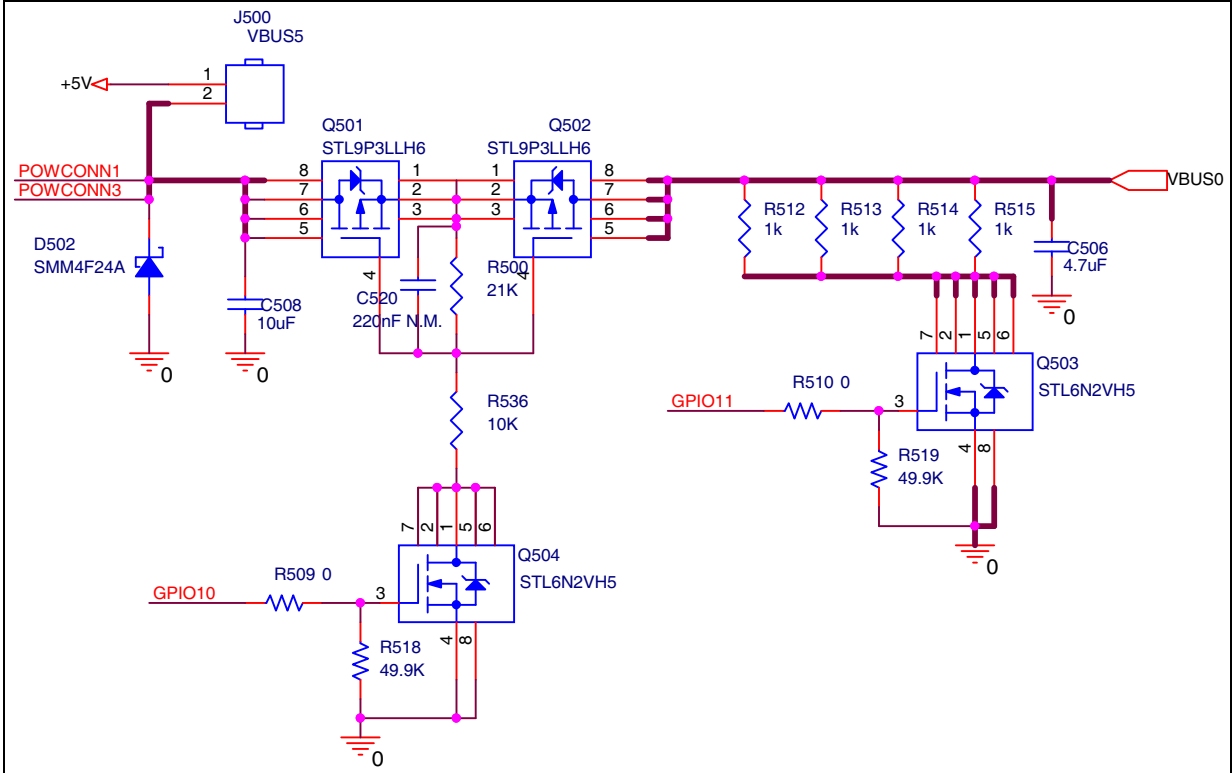 J500
VBUS5
+5V
1
2
Q501
STL9P3LLH6
Q502
STL9P3LLH6
POWCONN1
POWCONN3
8
7
6
5
1
2
3
4
1
2
3
4
8
7
6
5
VBUS0
R512
1k
R513
1k
R514
1k
R515
1k
D502
SMM4F24A
C508
10uF
C520
220nF N.M.
R500
21K
C506
4.7uF
0
0
0
7
2
1
5
6
Q503
STL6N2VH5
R510 0
GPIO11
3
4
8
R519
49.9K
0
R536
10K
7
2
1
5
6
Q504
STL6N2VH5
R509 0
GPIO10
3
4
8
R518
49.9K
0